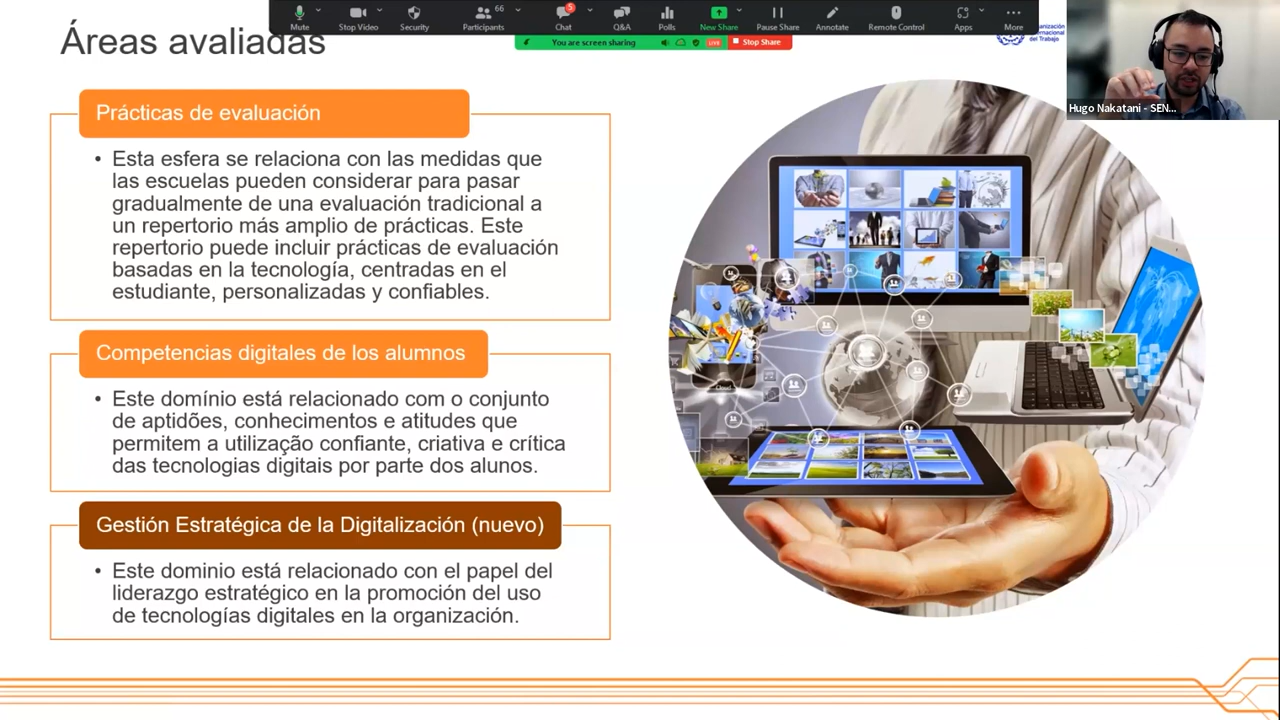 Mute
Stop Video
Security
Participants
66
Chat
5
Q&A
Polls
New Share
Pause Share
Annotate
Remote Control
Apps
More
You are screen sharing
LIVE
Stop Share
Internacional
del Trabajo
Hugo Nakatani - SEN...
Áreas avaliadas
Prácticas de evaluación
• Esta esfera se relaciona con las medidas que
las escuelas pueden considerar para pasar
gradualmente de una evaluación tradicional a
un repertorio más amplio de prácticas. Este
repertorio puede incluir prácticas de evaluación
basadas en la tecnología, centradas en el
estudiante, personalizadas y confiables.
Competencias digitales de los alumnos
• Este domínio está relacionado com o conjunto
de aptidões, conhecimentos e atitudes que
permitem a utilização confiante, criativa e crítica
das tecnologias digitais por parte dos alunos.
Gestión Estratégica de la Digitalización (nuevo)
• Este dominio está relacionado con el papel del
liderazgo estratégico en la promoción del uso
de tecnologías digitales en la organización.